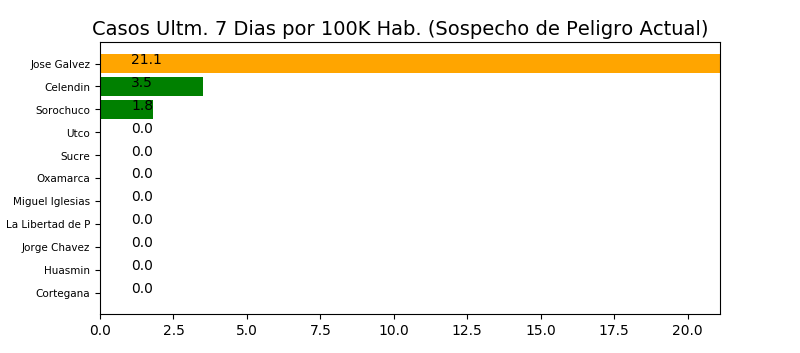 Casos Ultm. 7 Dias por 100K Hab. (Sospecho de Peligro Actual)
Jose Galvez 21.1
Celendin 3.5
Sorochuco 1.8
Utco 0.0
Sucre 0.0
Oxamarca 0.0
Miguel Iglesias 0.0
La Libertad de P 0.0
Jorge Chavez 0.0
Huasmin 0.0
Cortegana 0.0
0.0 2.5 5.0 7.5 10.0 12.5 15.0 17.5 20.0